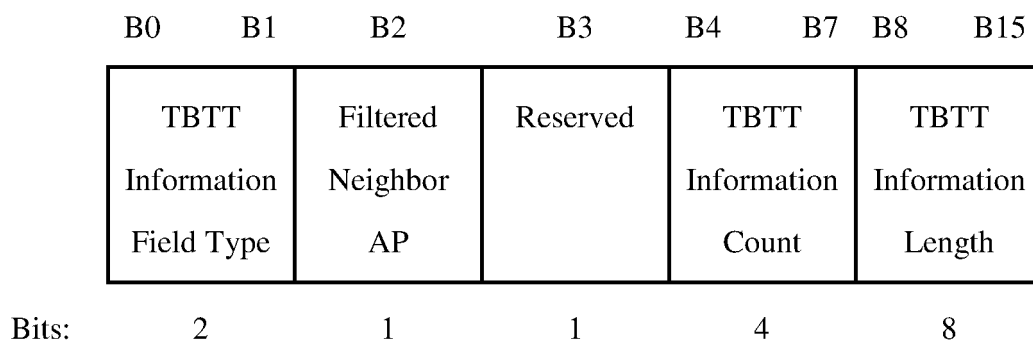 B0 B1 B2 B3 B4 B7 B8 B15
TBTT Filtered Reserved TBTT TBTT
Information Neighbor Information Information
Field Type AP Count Length
Bits: 2 1 1 4 8